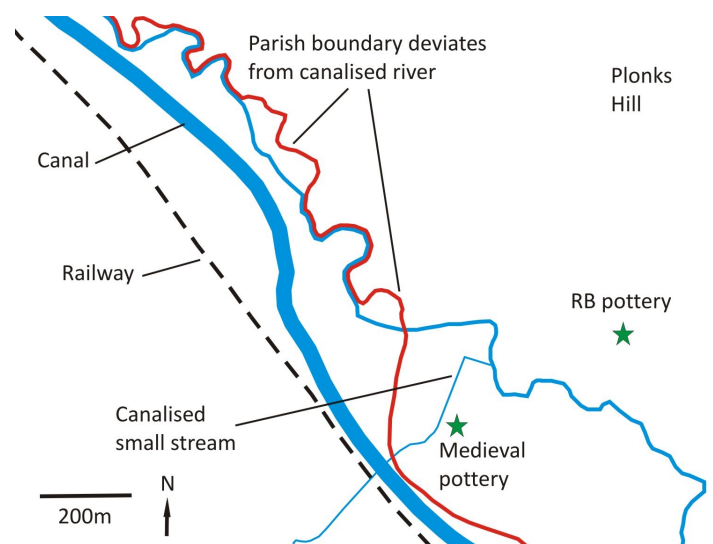 Parish boundary deviates
from canalised river
Plonks
Hill
Canal
Railway
RB pottery
Canalised
small stream
Medieval
pottery
N
200m